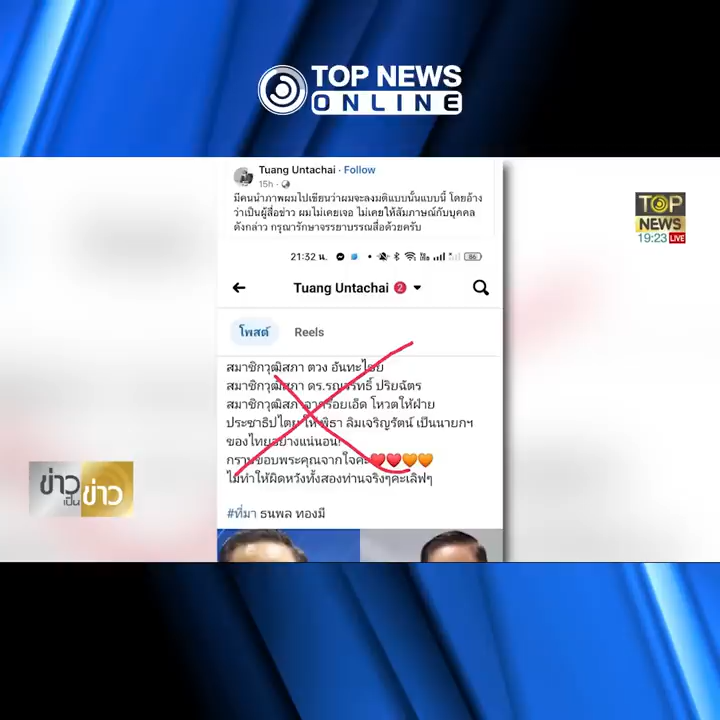 TOP NEWS
ONLINE
Tuang Untachai · Follow
15h ·
มีคนนำภาพผมไปเขียนว่าผมจะลงมติแบบนั้นแบบนี้ โดยอ้าง
ว่าเป็นผู้สื่อข่าว ผมไม่เคยเจอ ไม่เคยให้สัมภาษณ์กับบุคคล
ดังกล่าว กรุณารักษาจรรยาบรรณสื่อด้วยครับ
TOP
NEWS
19:23 LIVE
21:32 น.
86
Tuang Untachai 2
โพสต์ Reels
สมาชิกวุฒิสภา ตวง อันทะไชย
สมาชิกวุฒิสภา ดร.รณวริทธิ์ ปริยฉัตร
สมาชิกวุฒิสภาจากร้อยเอ็ด โหวตให้ฝ่าย
ประชาธิปไตย ให้ พิธา ลิมเจริญรัตน์ เป็นนายกฯ
ของไทยอย่างแน่นอน!
กราบขอบพระคุณจากใจคะ❤️❤️🧡🧡
ไม่ทำให้ผิดหวังทั้งสองท่านจริงๆคะเลิฟๆ
#ที่มา ธนพล ทองมี
ข่าว
เป็น
ข่าว